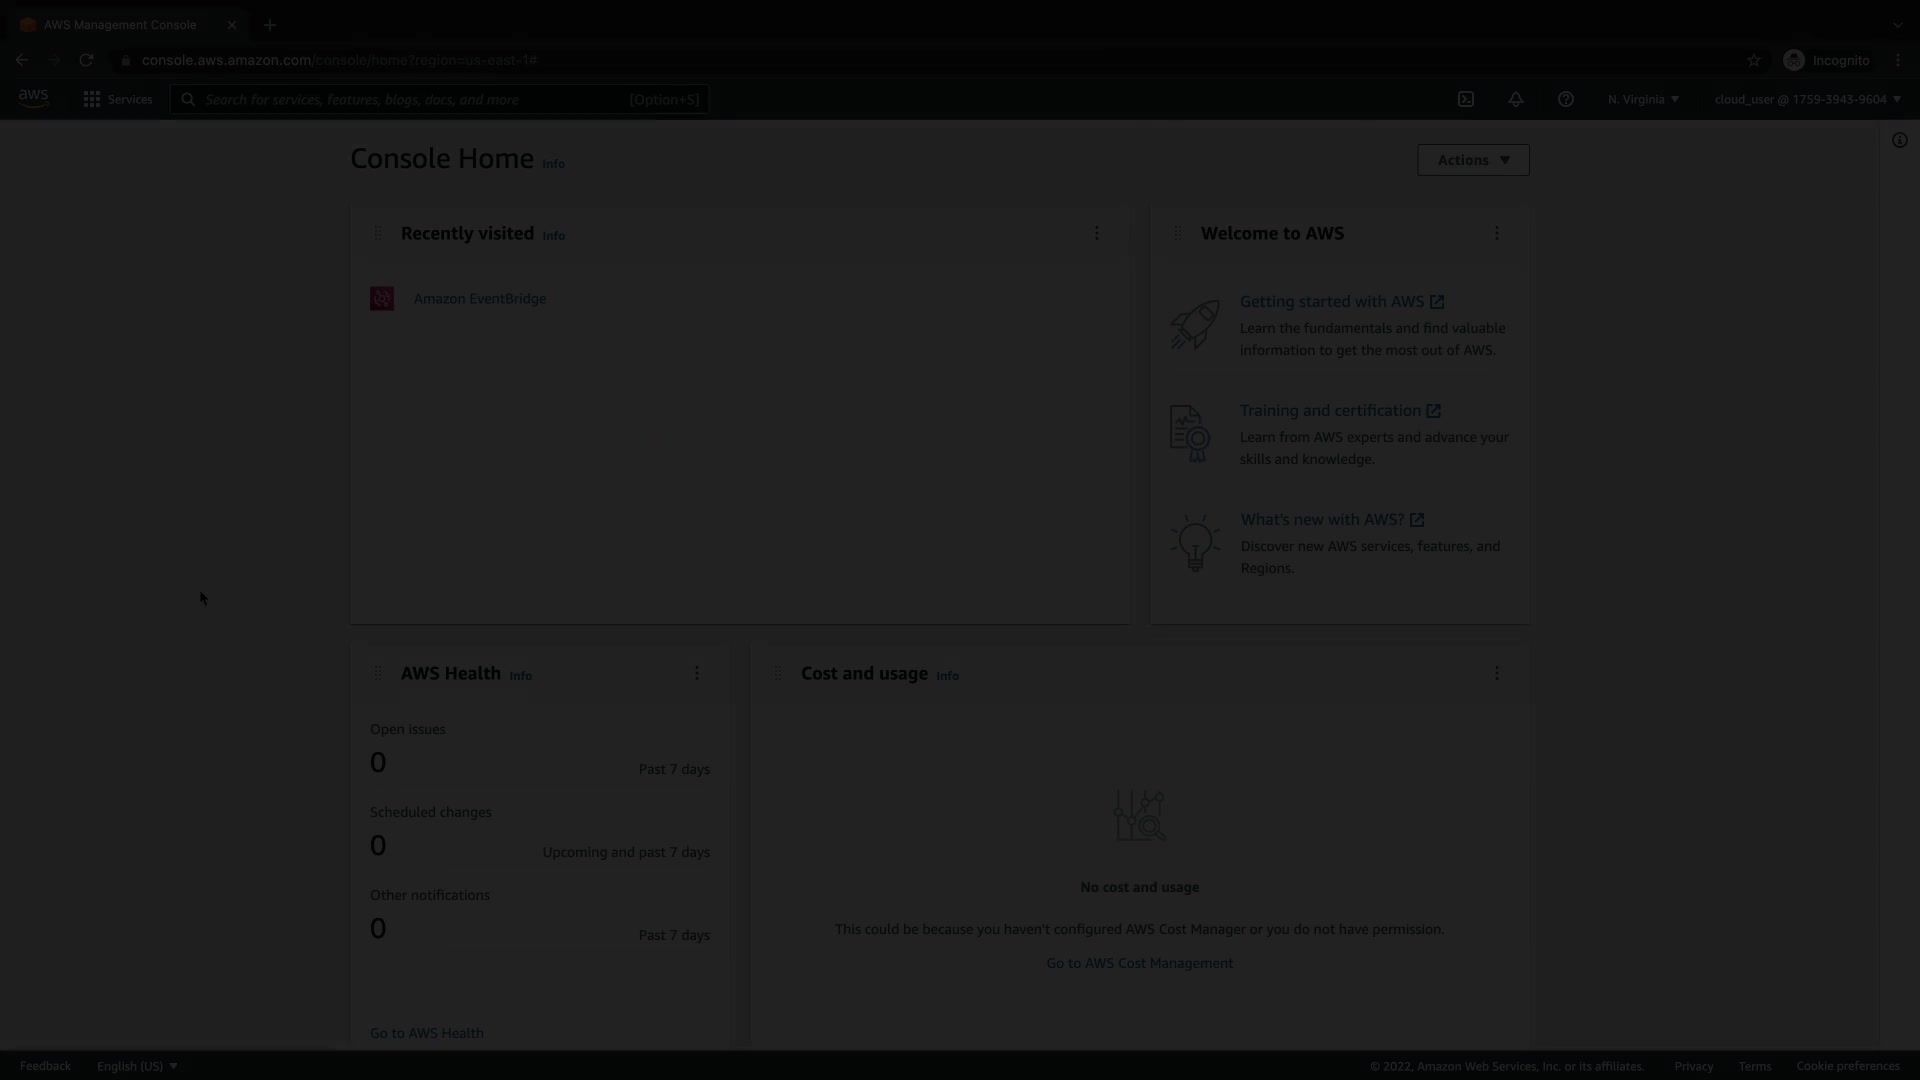 AWS Management Console
console.aws.amazon.com/console/home?region=us-east-1#
Incognito
aws
Services
Search for services, features, blogs, docs, and more
[Option+S]
N. Virginia
cloud_user @ 1759-3943-9604
Console Home Info
Actions
Recently visited Info
Amazon EventBridge
Welcome to AWS
Getting started with AWS
Learn the fundamentals and find valuable
information to get the most out of AWS.
Training and certification
Learn from AWS experts and advance your
skills and knowledge.
What's new with AWS?
Discover new AWS services, features, and
Regions.
AWS Health Info
Open issues
0
Past 7 days
Scheduled changes
0
Upcoming and past 7 days
Other notifications
0
Past 7 days
Go to AWS Health
Cost and usage Info
No cost and usage
This could be because you haven't configured AWS Cost Manager or you do not have permission.
Go to AWS Cost Management
Feedback
English (US)
© 2022, Amazon Web Services, Inc. or its affiliates.
Privacy
Terms
Cookie preferences